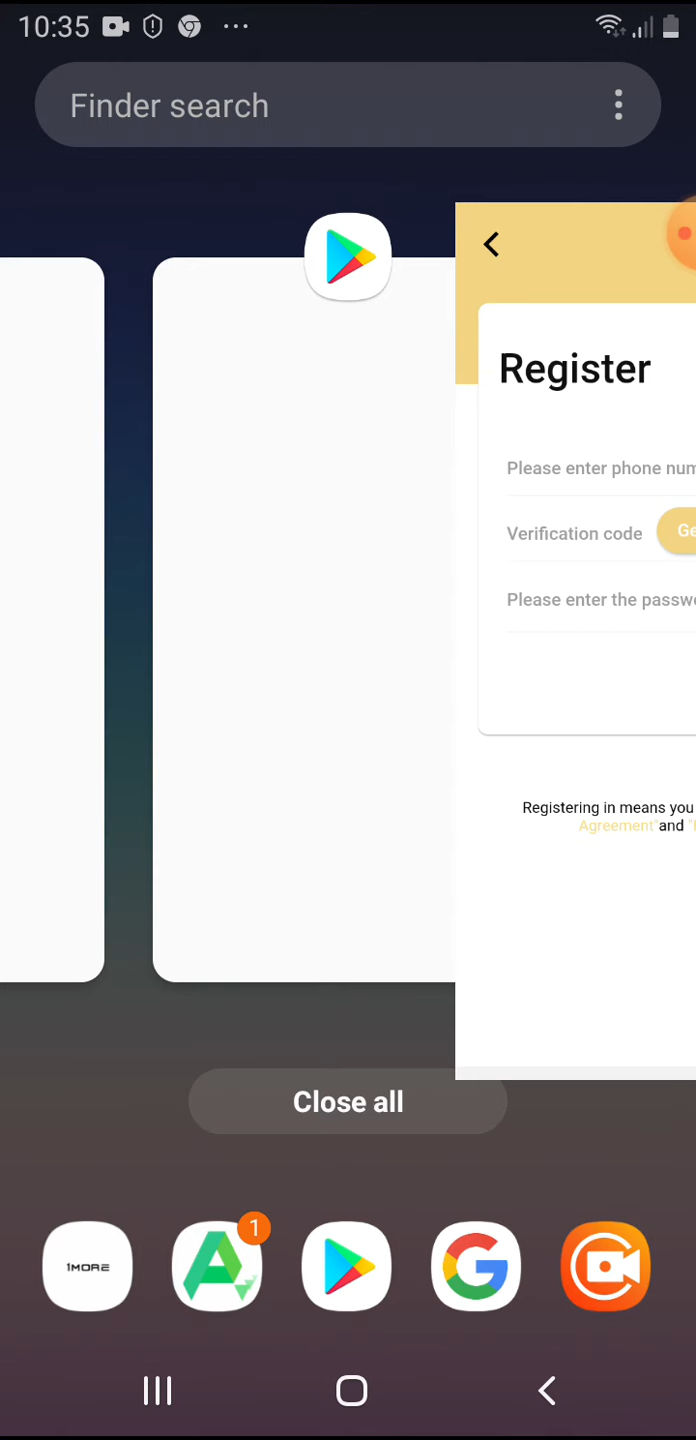 10:35
Finder search
Register
Please enter phone num
Verification code
Ge
Please enter the passw
Registering in means you
Agreement"and "
Close all
1MORE
1